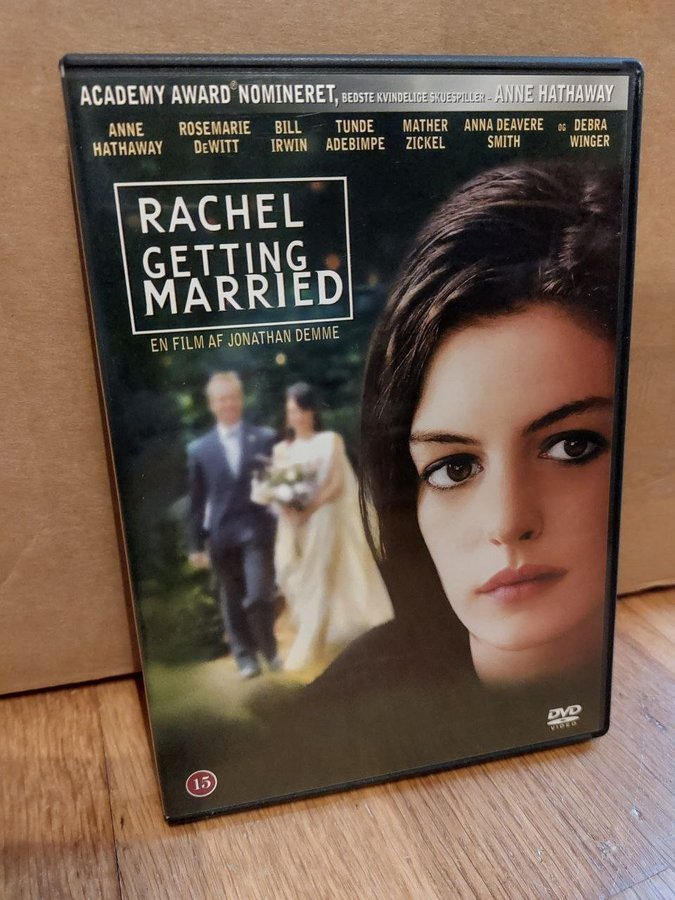 ACADEMY AWARD® NOMINERET, BEDSTE KVINDELIGE SKUESPILLER - ANNE HATHAWAY
ANNE HATHAWAY ROSEMARIE DEWITT BILL IRWIN TUNDE ADEBIMPE MATHER ZICKEL ANNA DEAVERE SMITH OG DEBRA WINGER
RACHEL
GETTING
MARRIED
EN FILM AF JONATHAN DEMME
DVD
VIDEO
15